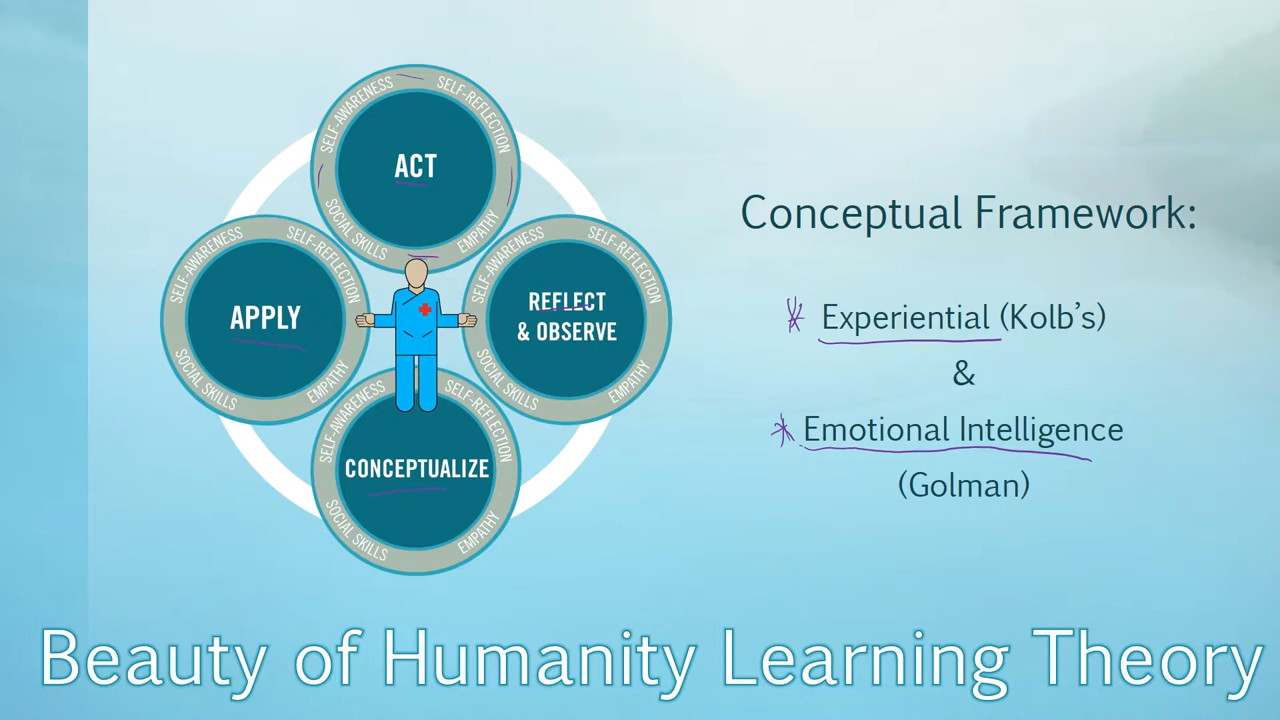 SELF-AWARENESS
SELF-REFLECTION
ACT
SOCIAL SKILLS
EMPATHY
SELF-AWARENESS
SELF-REFLECTION
APPLY
SOCIAL SKILLS
EMPATHY
SELF-AWARENESS
SELF-REFLECTION
REFLECT
& OBSERVE
SOCIAL SKILLS
EMPATHY
SELF-AWARENESS
SELF-REFLECTION
CONCEPTUALIZE
SOCIAL SKILLS
EMPATHY
Conceptual Framework:
Experiential (Kolb’s)
&
Emotional Intelligence
(Golman)
Beauty of Humanity Learning Theory